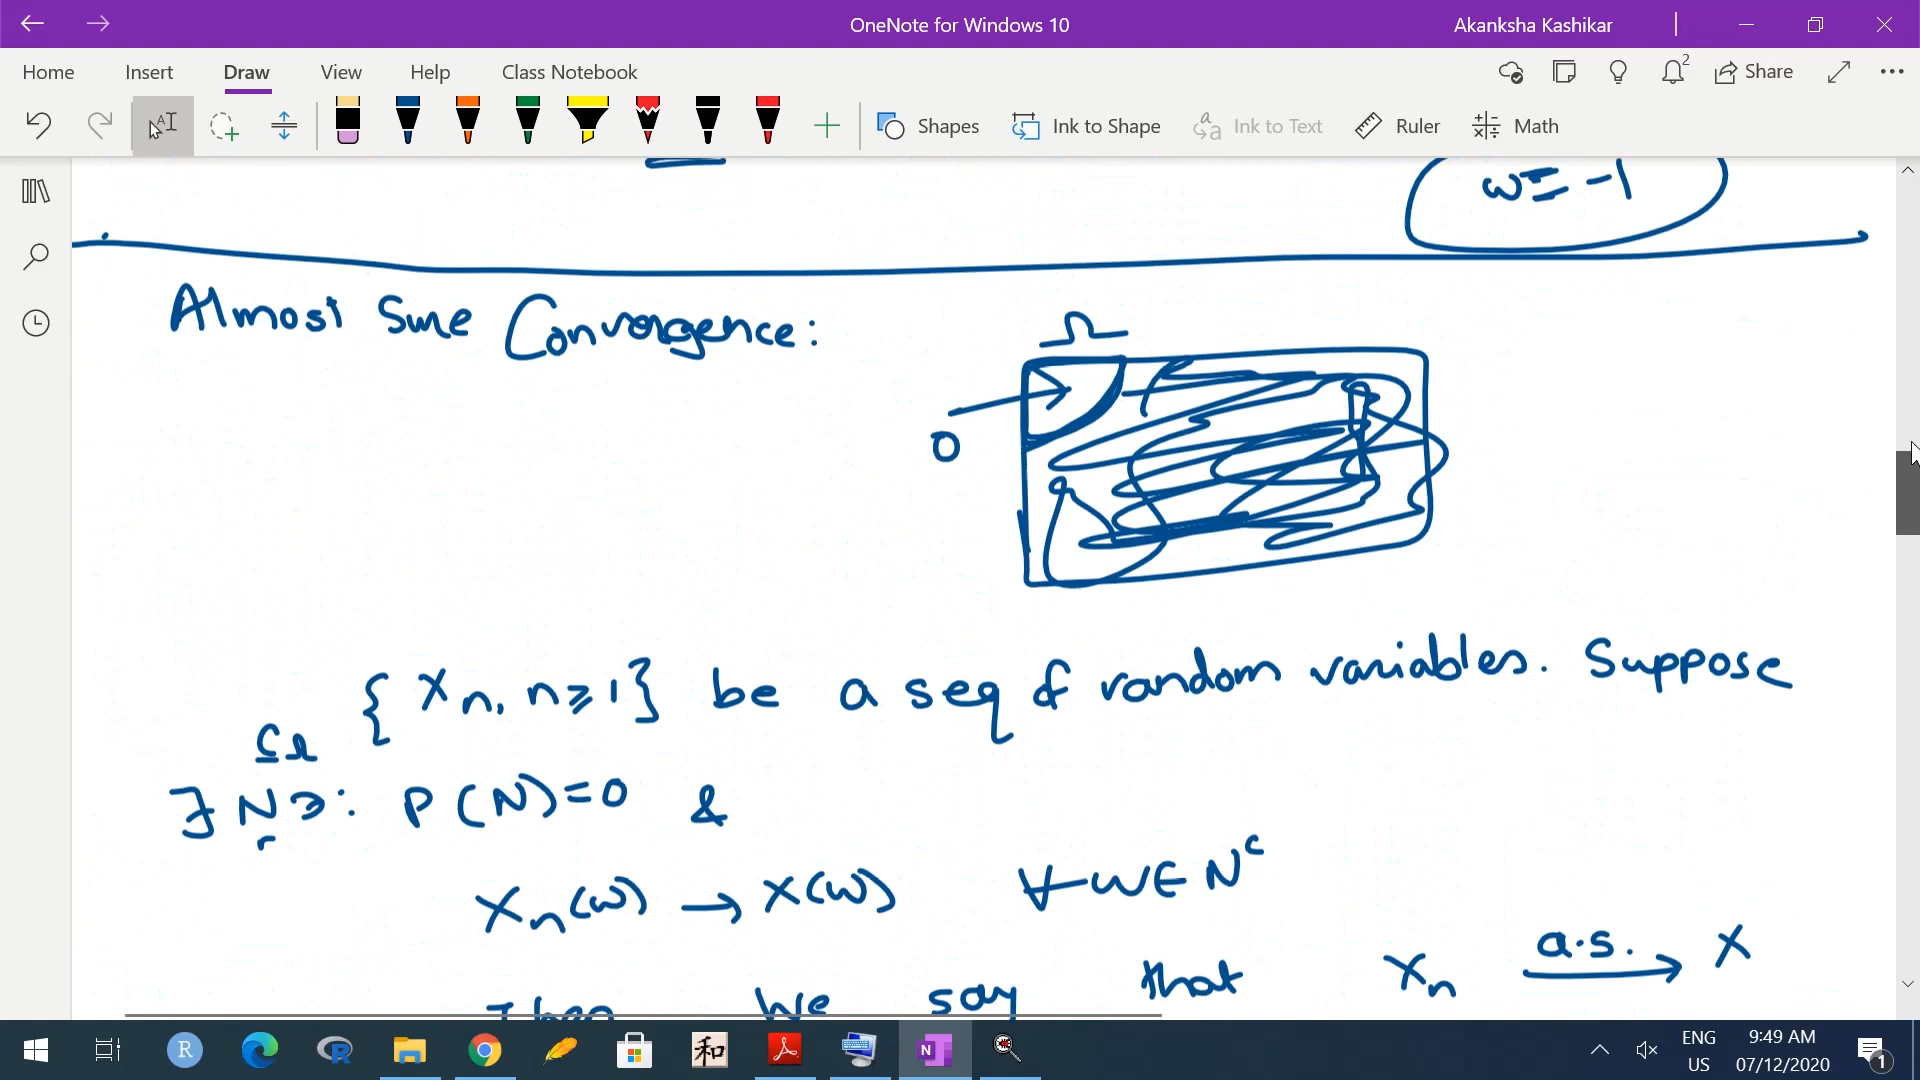 OneNote for Windows 10
Akanksha Kashikar
Home Insert Draw View Help Class Notebook
2 Share
Shapes Ink to Shape Ink to Text Ruler Math
ω = -1
Almost Sure Convergence:
Ω
0
{ Xn, n ≥ 1 } be a seq of random variables. Suppose
⊆ Ω
∃ N ∋: P(N) = 0 &
Xn(ω) → X(ω) ∀ ω ∈ N^c
Then we say that Xn a.s.→ X
ENG
US
9:49 AM
07/12/2020
1